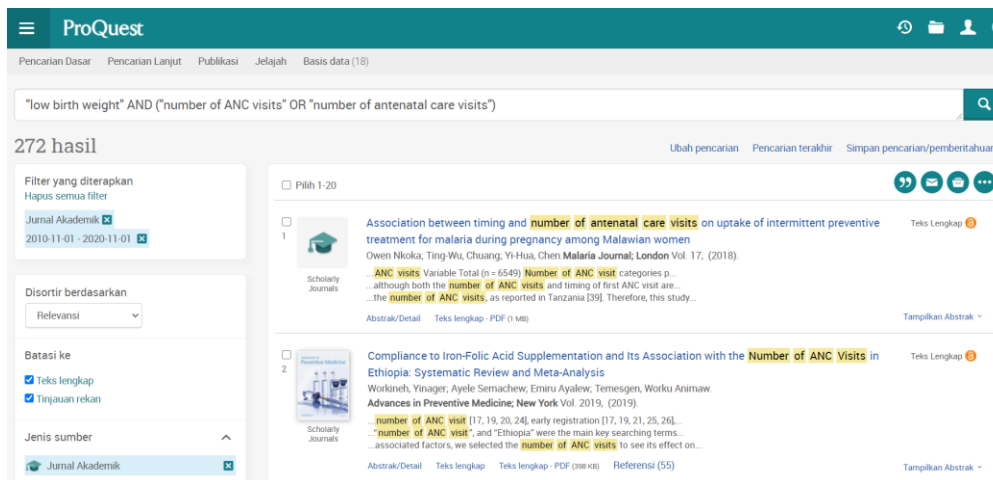 ProQuest
Pencarian Dasar Pencarian Lanjut Publikasi Jelajah Basis data (18)
"low birth weight" AND ("number of ANC visits" OR "number of antenatal care visits")
272 hasil
Ubah pencarian Pencarian terakhir Simpan pencarian/pemberitahuan
Filter yang diterapkan
Hapus semua filter
Jurnal Akademik
2010-11-01 - 2020-11-01
Disortir berdasarkan
Relevansi
Batasi ke
Teks lengkap
Tinjauan rekan
Jenis sumber
Jurnal Akademik
Pilih 1-20
1
Scholarly
Journals
Association between timing and number of antenatal care visits on uptake of intermittent preventive
treatment for malaria during pregnancy among Malawian women
Owen Nkoka; Ting-Wu, Chuang; Yi-Hua, Chen. Malaria Journal; London Vol. 17, (2018).
...ANC visits Variable Total (n = 6549) Number of ANC visit categories p...
...although both the number of ANC visits and timing of first ANC visit are...
...the number of ANC visits, as reported in Tanzania [39]. Therefore, this study...
Abstrak/Detail Teks lengkap - PDF (1 MB)
Teks Lengkap
Tampilkan Abstrak
2
Preventive Medicine
Scholarly
Journals
Compliance to Iron-Folic Acid Supplementation and Its Association with the Number of ANC Visits in
Ethiopia: Systematic Review and Meta-Analysis
Workineh, Yinager; Ayele Semachew; Emiru Ayalew; Temesgen, Worku Animaw.
Advances in Preventive Medicine; New York Vol. 2019, (2019).
...number of ANC visit [17, 19, 20, 24], early registration [17, 19, 21, 25, 26],...
..."number of ANC visit", and "Ethiopia" were the main key searching terms...
...associated factors, we selected the number of ANC visits to see its effect on...
Abstrak/Detail Teks lengkap Teks lengkap - PDF (398 KB) Referensi (55)
Teks Lengkap
Tampilkan Abstrak